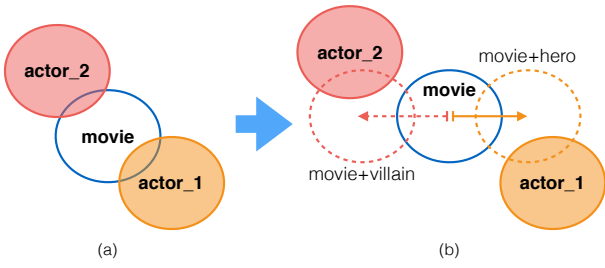 actor_2
movie
actor_1
(a)
actor_2
movie
movie+hero
movie+villain
actor_1
(b)